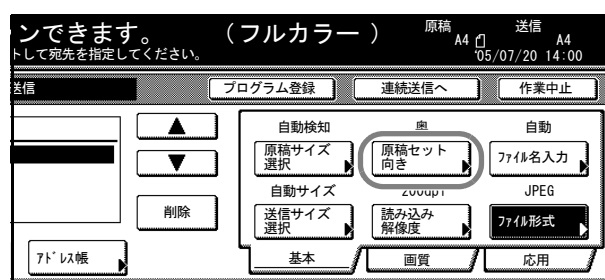 ンできます。 （フルカラー ） 原稿 A4 送信 A4
トして宛先を指定してください。 '05/07/20 14:00
送信 プログラム登録 連続送信へ 作業中止
自動検知 奥 自動
原稿サイズ選択 原稿セット向き ﾌｧｲﾙ名入力
自動サイズ 200dpi JPEG
削除 送信サイズ選択 読み込み解像度 ﾌｧｲﾙ形式
ｱﾄﾞﾚｽ帳 基本 画質 応用